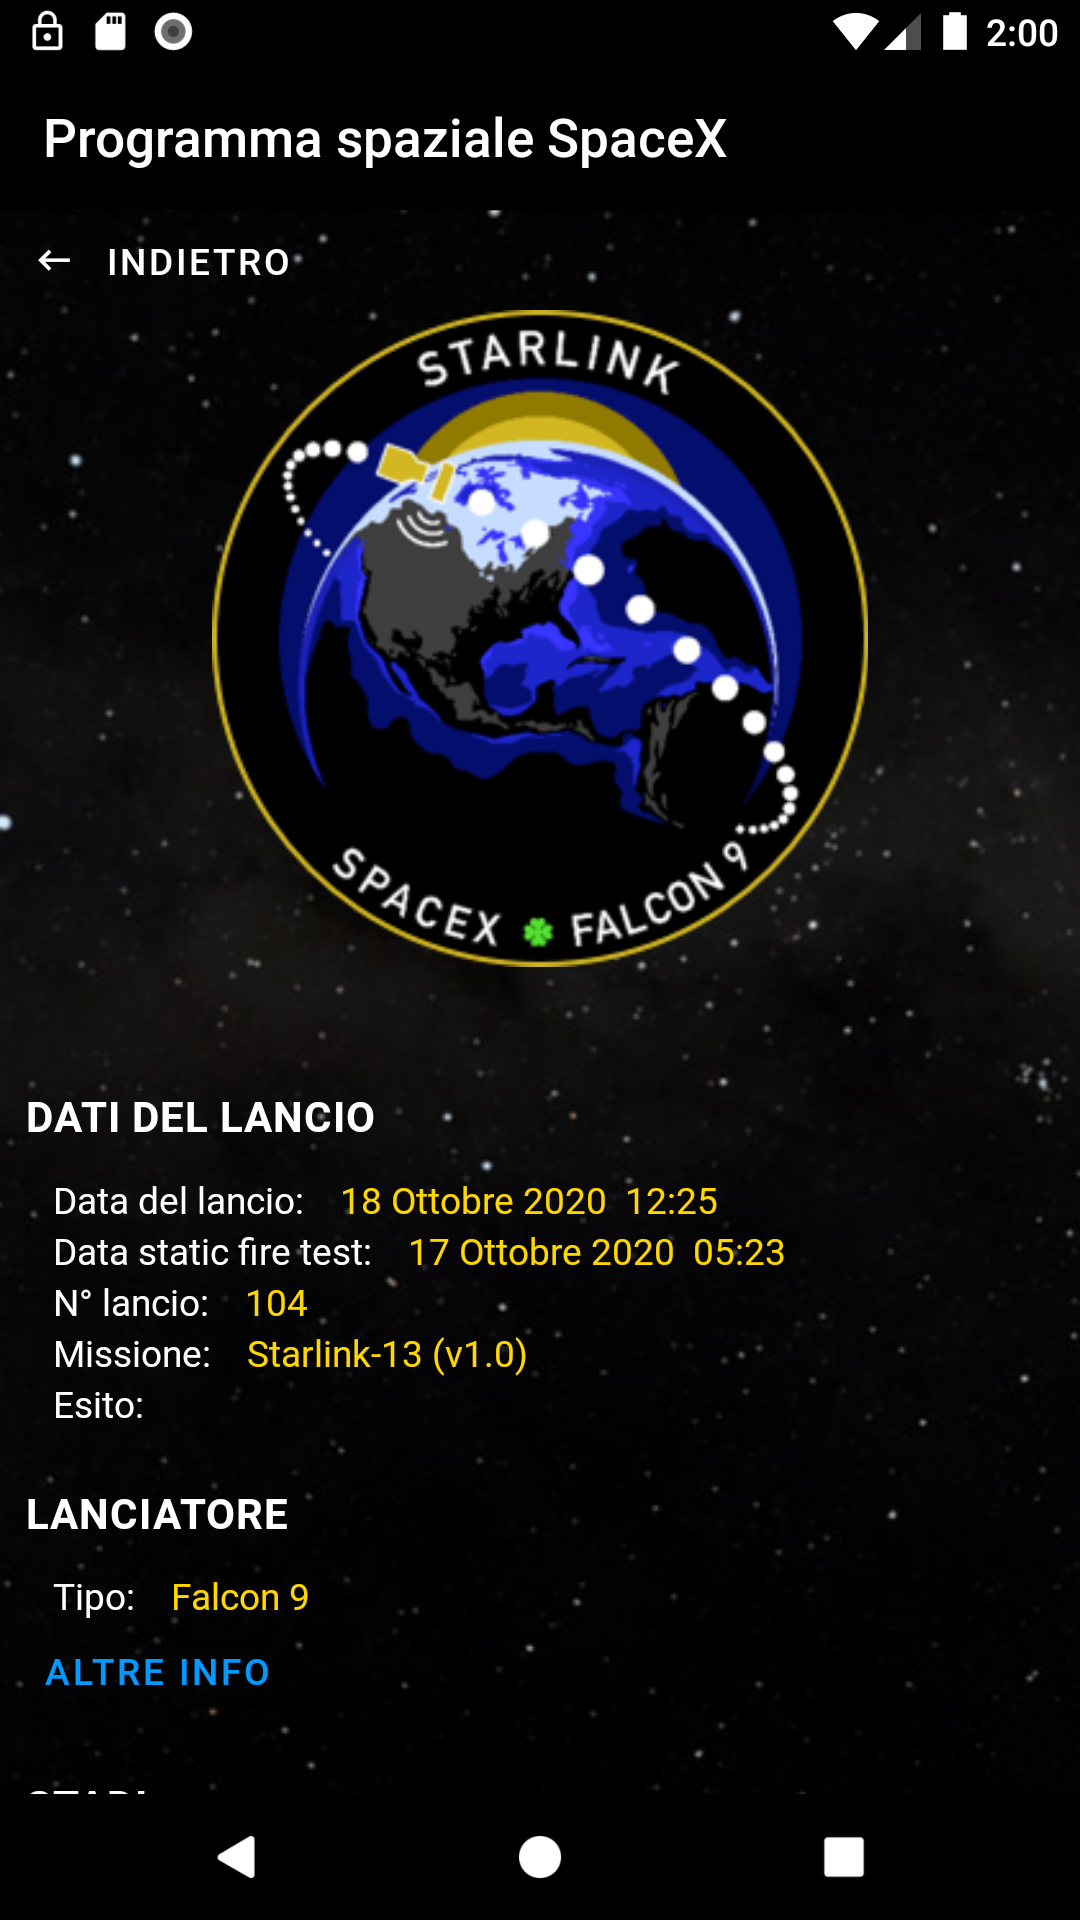 2:00
Programma spaziale SpaceX
INDIETRO
STARLINK
SPACEX FALCON 9
DATI DEL LANCIO
Data del lancio: 18 Ottobre 2020 12:25
Data static fire test: 17 Ottobre 2020 05:23
N° lancio: 104
Missione: Starlink-13 (v1.0)
Esito:
LANCIATORE
Tipo: Falcon 9
ALTRE INFO